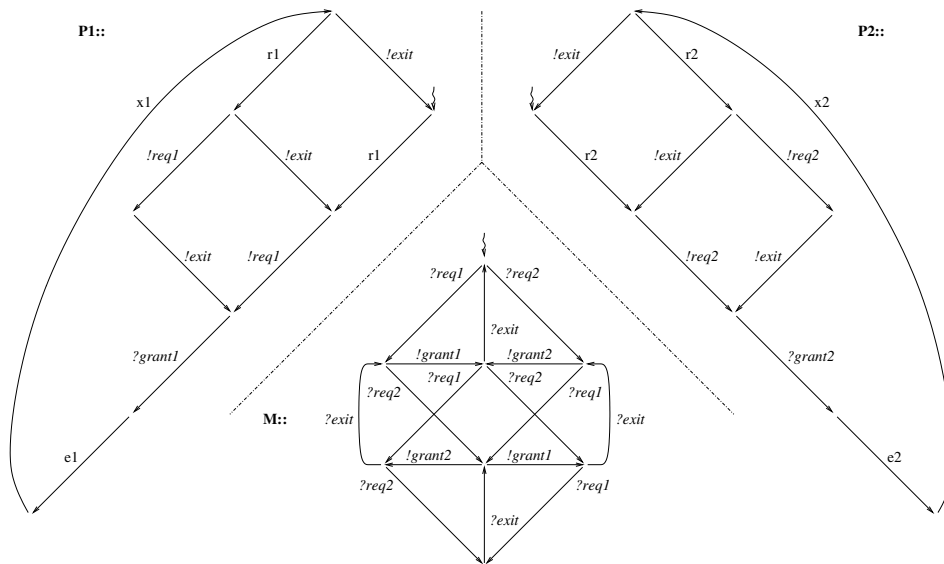 P1:: P2::
r1 !exit !exit r2
x1 x2
!req1 !exit r1 r2 !exit !req2
!exit !req1 !req2 !exit
?req1 ?req2
?exit
?grant1 !grant1 !grant2 ?grant2
?req2 ?req1 ?req2 ?req1
?exit M:: ?exit
e1 !grant2 !grant1 e2
?req2 ?req1
?exit